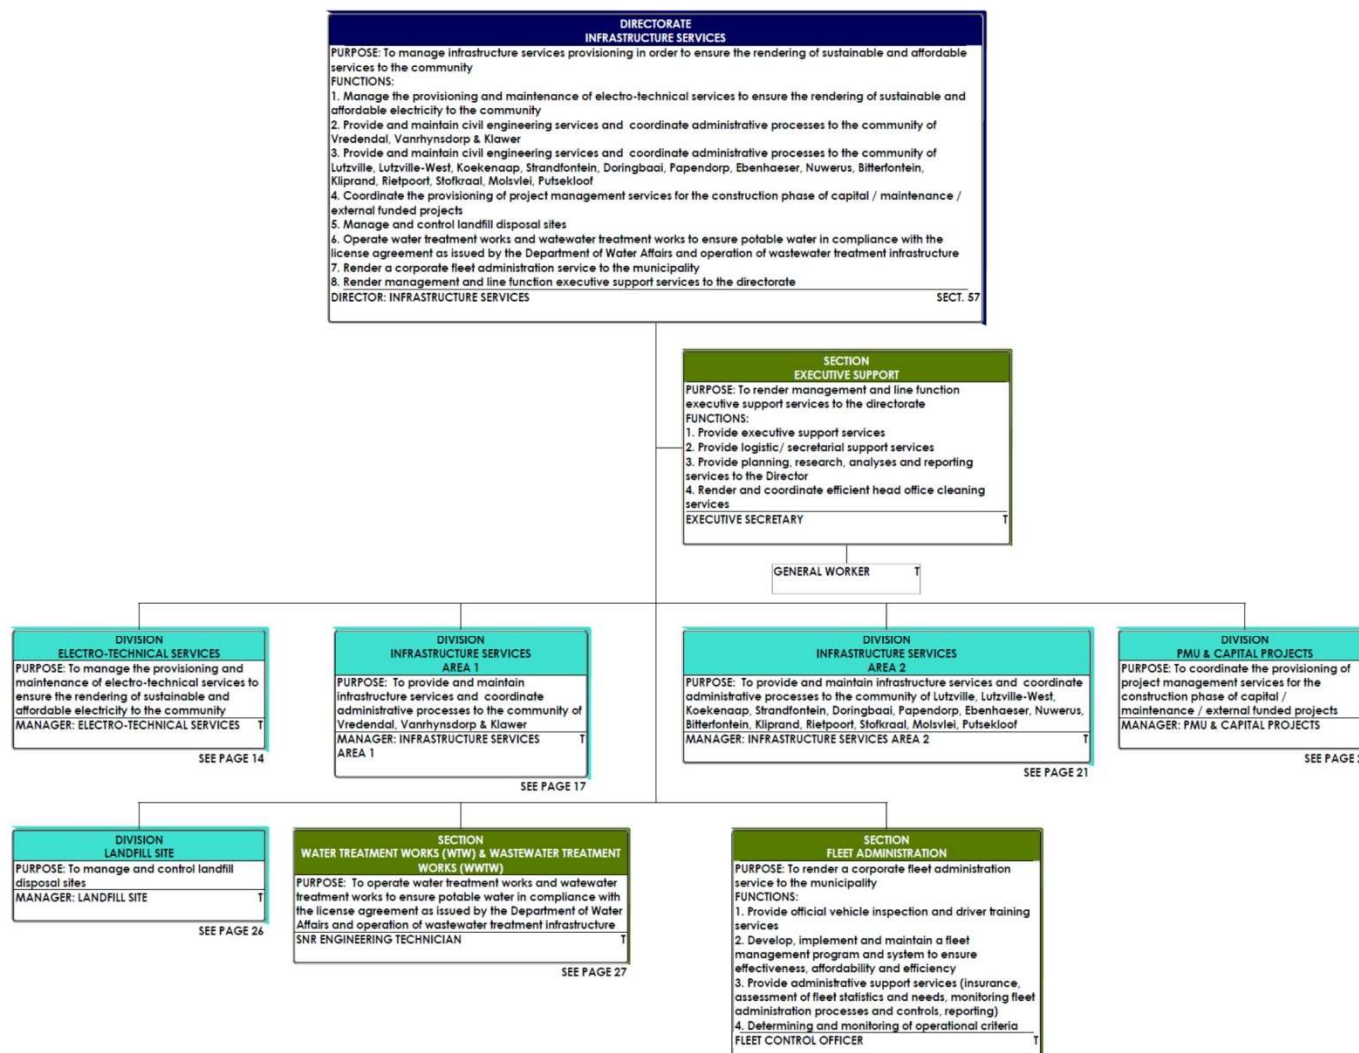 DIRECTORATE
INFRASTRUCTURE SERVICES
PURPOSE: To manage infrastructure services provisioning in order to ensure the rendering of sustainable and affordable
services to the community
FUNCTIONS:
1. Manage the provisioning and maintenance of electro-technical services to ensure the rendering of sustainable and
affordable electricity to the community
2. Provide and maintain civil engineering services and coordinate administrative processes to the community of
Vredendal, Vanrhynsdorp & Klawer
3. Provide and maintain civil engineering services and coordinate administrative processes to the community of
Lutzville, Lutzville-West, Koekenaap, Strandfontein, Doringbaai, Papendorp, Ebenhaeser, Nuwerus, Bitterfontein,
Kliprand, Rietpoort, Stofkraal, Molsvlei, Putsekloof
4. Coordinate the provisioning of project management services for the construction phase of capital / maintenance /
external funded projects
5. Manage and control landfill disposal sites
6. Operate water treatment works and watewater treatment works to ensure potable water in compliance with the
license agreement as issued by the Department of Water Affairs and operation of wastewater treatment infrastructure
7. Render a corporate fleet administration service to the municipality
8. Render management and line function executive support services to the directorate
DIRECTOR: INFRASTRUCTURE SERVICES SECT. 57
SECTION
EXECUTIVE SUPPORT
PURPOSE: To render management and line function
executive support services to the directorate
FUNCTIONS:
1. Provide executive support services
2. Provide logistic/ secretarial support services
3. Provide planning, research, analyses and reporting
services to the Director
4. Render and coordinate efficient head office cleaning
services
EXECUTIVE SECRETARY T
GENERAL WORKER T
DIVISION
ELECTRO-TECHNICAL SERVICES
PURPOSE: To manage the provisioning and
maintenance of electro-technical services to
ensure the rendering of sustainable and
affordable electricity to the community
MANAGER: ELECTRO-TECHNICAL SERVICES T
SEE PAGE 14
DIVISION
INFRASTRUCTURE SERVICES
AREA 1
PURPOSE: To provide and maintain
infrastructure services and coordinate
administrative processes to the community of
Vredendal, Vanrhynsdorp & Klawer
MANAGER: INFRASTRUCTURE SERVICES T
AREA 1
SEE PAGE 17
DIVISION
INFRASTRUCTURE SERVICES
AREA 2
PURPOSE: To provide and maintain infrastructure services and coordinate
administrative processes to the community of Lutzville, Lutzville-West,
Koekenaap, Strandfontein, Doringbaai, Papendorp, Ebenhaeser, Nuwerus,
Bitterfontein, Kliprand, Rietpoort, Stofkraal, Molsvlei, Putsekloof
MANAGER: INFRASTRUCTURE SERVICES AREA 2 T
SEE PAGE 21
DIVISION
PMU & CAPITAL PROJECTS
PURPOSE: To coordinate the provisioning of
project management services for the
construction phase of capital /
maintenance / external funded projects
MANAGER: PMU & CAPITAL PROJECTS
SEE PAGE
DIVISION
LANDFILL SITE
PURPOSE: To manage and control landfill
disposal sites
MANAGER: LANDFILL SITE T
SEE PAGE 26
SECTION
WATER TREATMENT WORKS (WTW) & WASTEWATER TREATMENT
WORKS (WWTW)
PURPOSE: To operate water treatment works and watewater
treatment works to ensure potable water in compliance with
the license agreement as issued by the Department of Water
Affairs and operation of wastewater treatment infrastructure
SNR ENGINEERING TECHNICIAN T
SEE PAGE 27
SECTION
FLEET ADMINISTRATION
PURPOSE: To render a corporate fleet administration
service to the municipality
FUNCTIONS:
1. Provide official vehicle inspection and driver training
services
2. Develop, implement and maintain a fleet
management program and system to ensure
effectiveness, affordability and efficiency
3. Provide administrative support services (insurance,
assessment of fleet statistics and needs, monitoring fleet
administration processes and controls, reporting)
4. Determining and monitoring of operational criteria
FLEET CONTROL OFFICER T